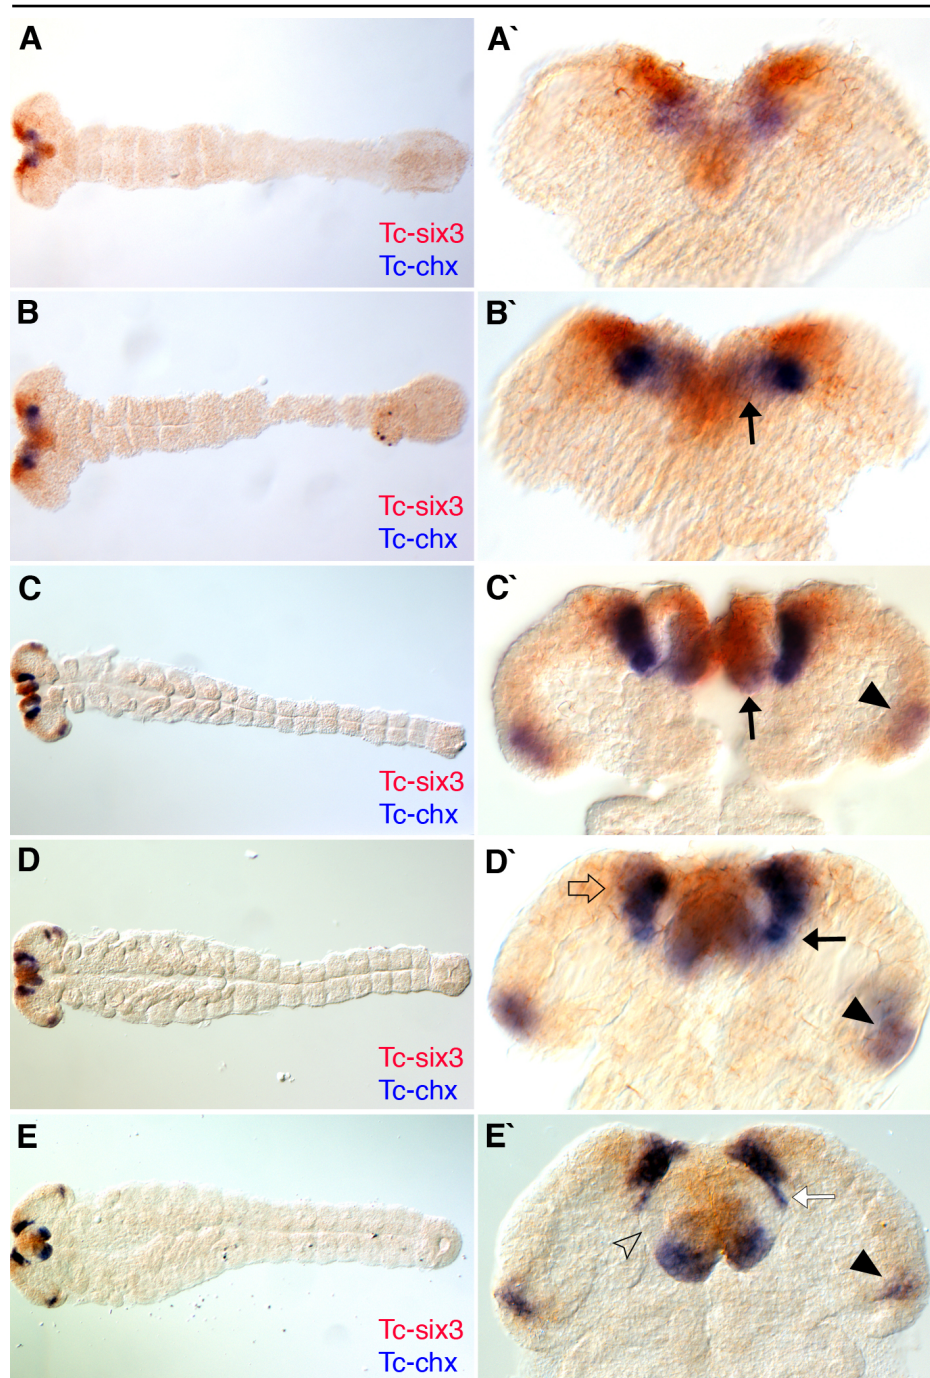 A A`
Tc-six3
Tc-chx
B B`
Tc-six3
Tc-chx
C C`
Tc-six3
Tc-chx
D D`
Tc-six3
Tc-chx
E E`
Tc-six3
Tc-chx